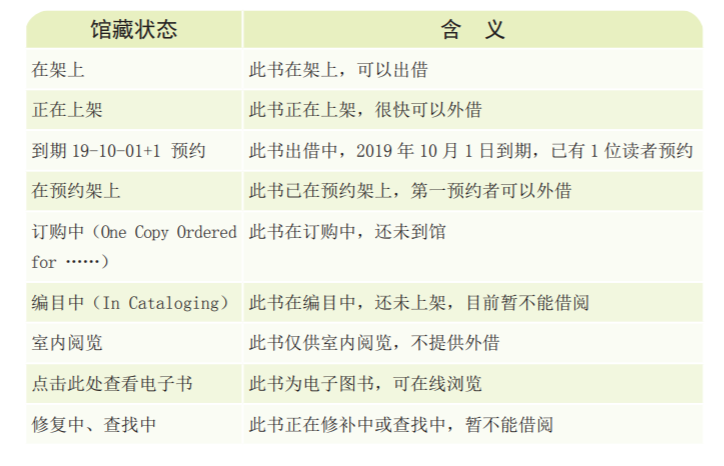 馆藏状态 含 义
在架上 此书在架上，可以出借
正在上架 此书正在上架，很快可以外借
到期 19-10-01+1 预约 此书出借中，2019 年 10 月 1 日到期，已有 1 位读者预约
在预约架上 此书已在预约架上，第一预约者可以外借
订购中（One Copy Ordered 此书在订购中，还未到馆
for ……）
编目中（In Cataloging） 此书在编目中，还未上架，目前暂不能借阅
室内阅览 此书仅供室内阅览，不提供外借
点击此处查看电子书 此书为电子图书，可在线浏览
修复中、查找中 此书正在修补中或查找中，暂不能借阅